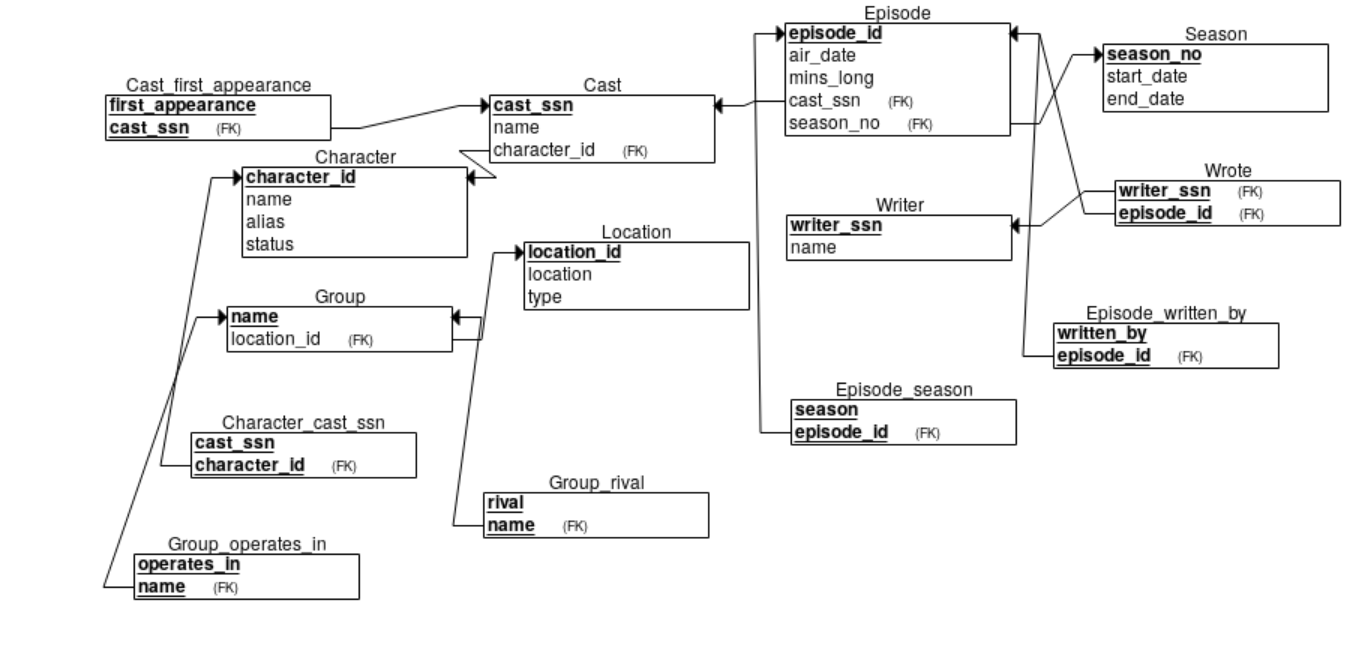 Episode
episode_id
air_date
mins_long
cast_ssn (FK)
season_no (FK)
Season
season_no
start_date
end_date
Cast_first_appearance
first_appearance
cast_ssn (FK)
Cast
cast_ssn
name
character_id (FK)
Character
character_id
name
alias
status
Wrote
writer_ssn (FK)
episode_id (FK)
Writer
writer_ssn
name
Location
location_id
location
type
Group
name
location_id (FK)
Episode_written_by
written_by
episode_id (FK)
Episode_season
season
episode_id (FK)
Character_cast_ssn
cast_ssn
character_id (FK)
Group_rival
rival
name (FK)
Group_operates_in
operates_in
name (FK)